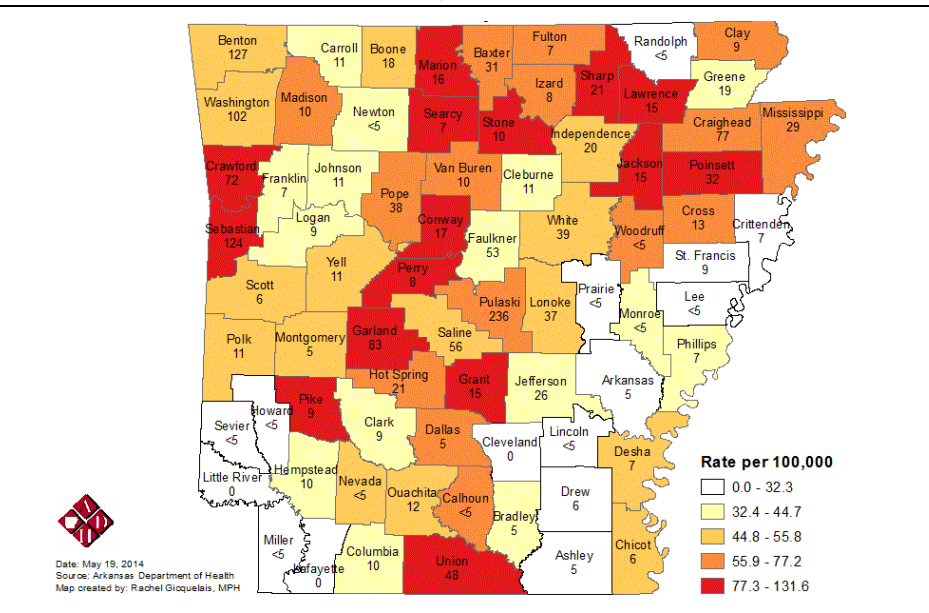 Benton
127
Carroll
11
Boone
18
Marion
16
Baxter
31
Fulton
7
Randolph
<5
Clay
9
Washington
102
Madison
10
Newton
<5
Searcy
7
Stone
10
Izard
8
Sharp
21
Lawrence
15
Greene
19
Independence
20
Craighead
77
Mississippi
29
Crawford
72
Franklin
7
Johnson
11
Pope
38
Van Buren
10
Cleburne
11
Jackson
15
Poinsett
32
Sebastian
124
Logan
9
Conway
17
Faulkner
53
White
39
Woodruff
<5
Cross
13
Crittenden
7
St. Francis
9
Scott
6
Yell
11
Perry
8
Pulaski
236
Lonoke
37
Prairie
<5
Monroe
<5
Lee
<5
Polk
11
Montgomery
5
Garland
83
Saline
56
Phillips
7
Hot Spring
21
Grant
15
Jefferson
26
Arkansas
5
Sevier
<5
Howard
<5
Pike
9
Clark
9
Dallas
5
Cleveland
0
Lincoln
<5
Desha
7
Little River
0
Hempstead
10
Nevada
<5
Ouachita
12
Calhoun
<5
Bradley
5
Drew
6
Miller
<5
Lafayette
0
Columbia
10
Union
48
Ashley
5
Chicot
6
Rate per 100,000
0.0 - 32.3
32.4 - 44.7
44.8 - 55.8
55.9 - 77.2
77.3 - 131.6
Date: May 19, 2014
Source: Arkansas Department of Health
Map created by: Rachel Gicquelais, MPH